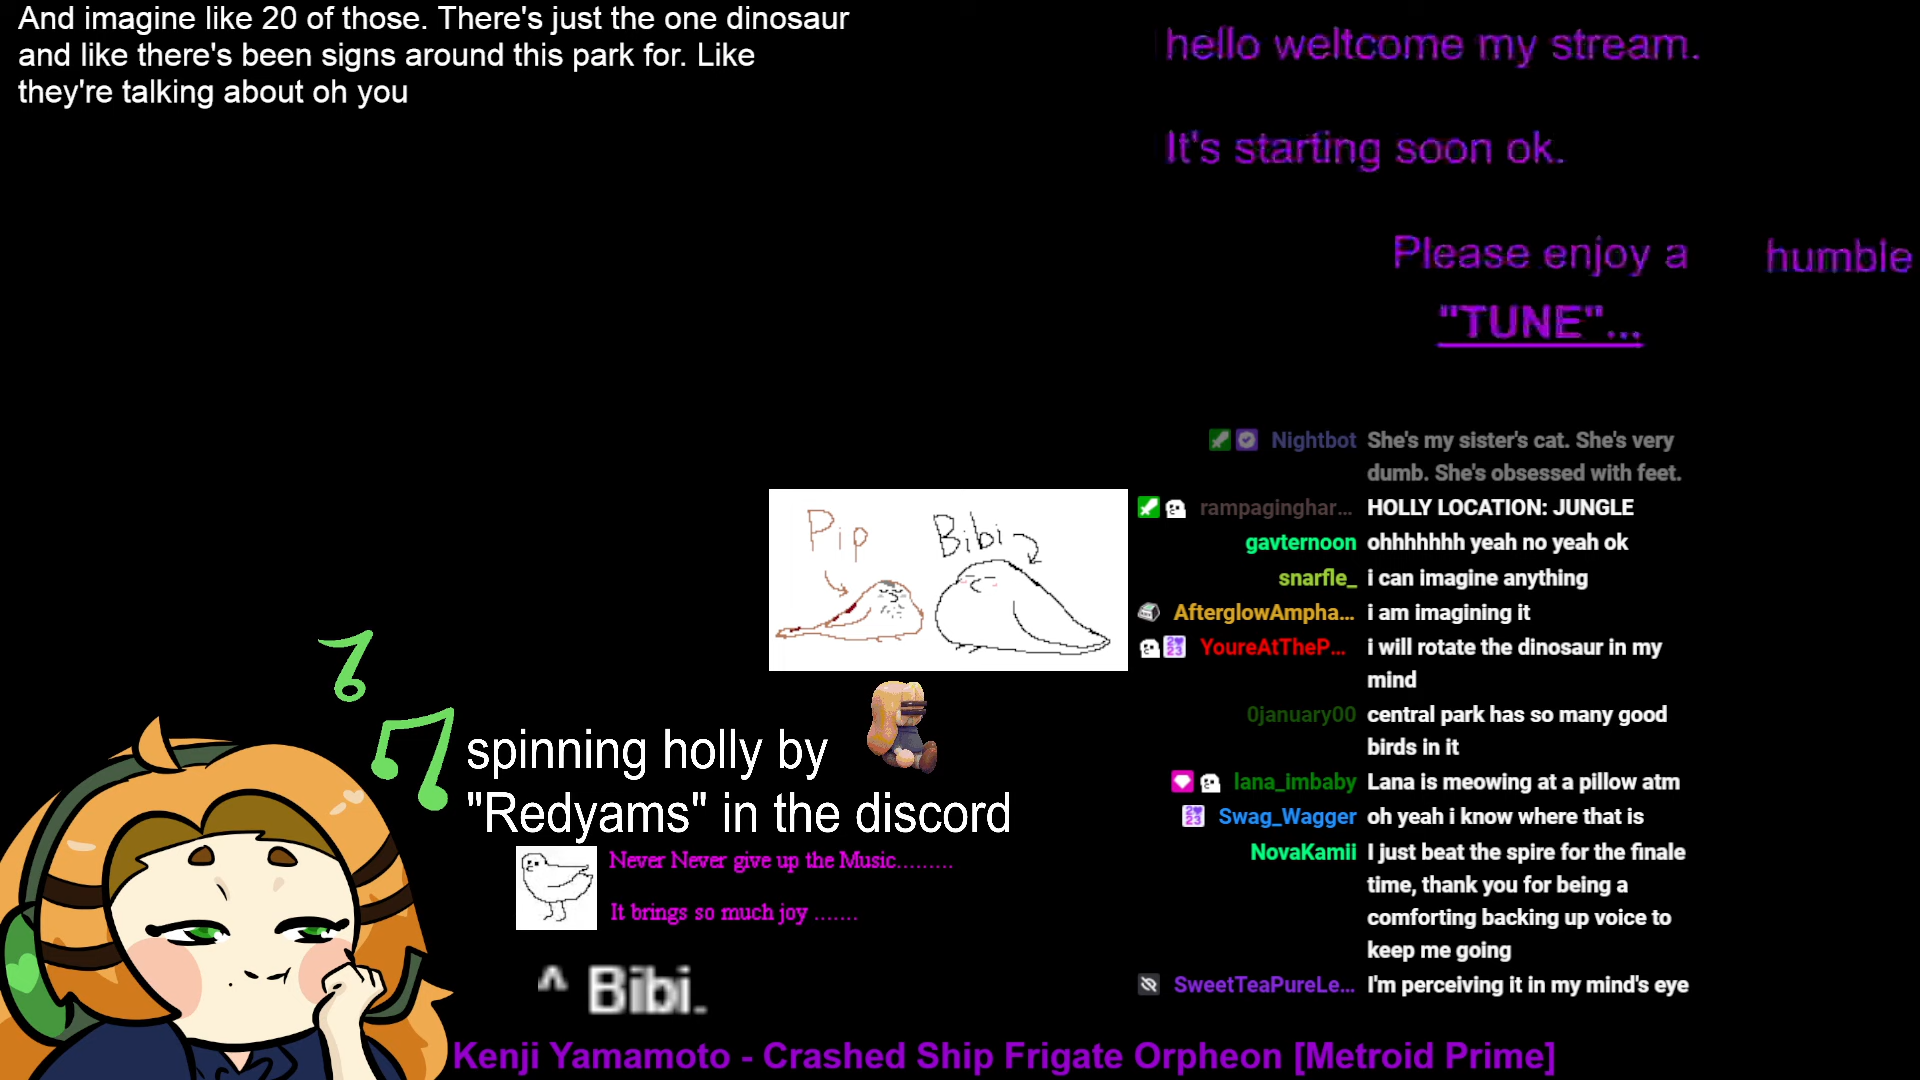 And imagine like 20 of those. There's just the one dinosaur
and like there's been signs around this park for. Like
they're talking about oh you
hello weltcome my stream.
It's starting soon ok.
Please enjoy a humble
"TUNE"...
Nightbot She's my sister's cat. She's very
dumb. She's obsessed with feet.
rampaginghar... HOLLY LOCATION: JUNGLE
gavternoon ohhhhhhh yeah no yeah ok
snarfle_ i can imagine anything
AfterglowAmpha... i am imagining it
YoureAtTheP... i will rotate the dinosaur in my
mind
0january00 central park has so many good
birds in it
lana_imbaby Lana is meowing at a pillow atm
Swag_Wagger oh yeah i know where that is
NovaKamii I just beat the spire for the finale
time, thank you for being a
comforting backing up voice to
keep me going
SweetTeaPureLe... I'm perceiving it in my mind's eye
Pip
Bibi
spinning holly by
"Redyams" in the discord
Never Never give up the Music.........
It brings so much joy .......
^ Bibi.
Kenji Yamamoto - Crashed Ship Frigate Orpheon [Metroid Prime]